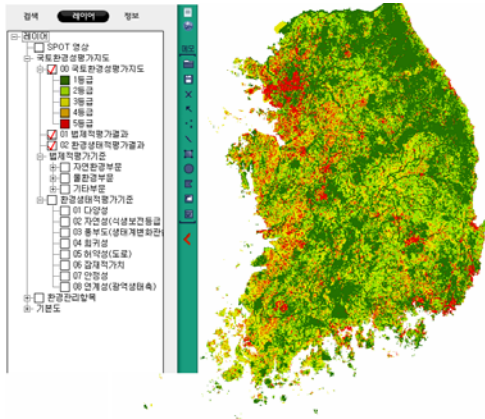 검색 레이어 정보
레이어
SPOT 영상
국토환경성평가지도
00 국토환경성평가지도
1등급
2등급
3등급
4등급
5등급
01 법제적평가결과
02 환경생태적평가결과
법제적평가기준
자연환경부문
물환경부문
기타부문
환경생태적평가기준
01 다양성
02 자연성(식생보전등급
03 풍부도(생태계변화관
04 희귀성
05 허약성(도로)
06 잠재적가치
07 안정성
08 연계성(광역생태축)
환경관리항목
기본도
메모